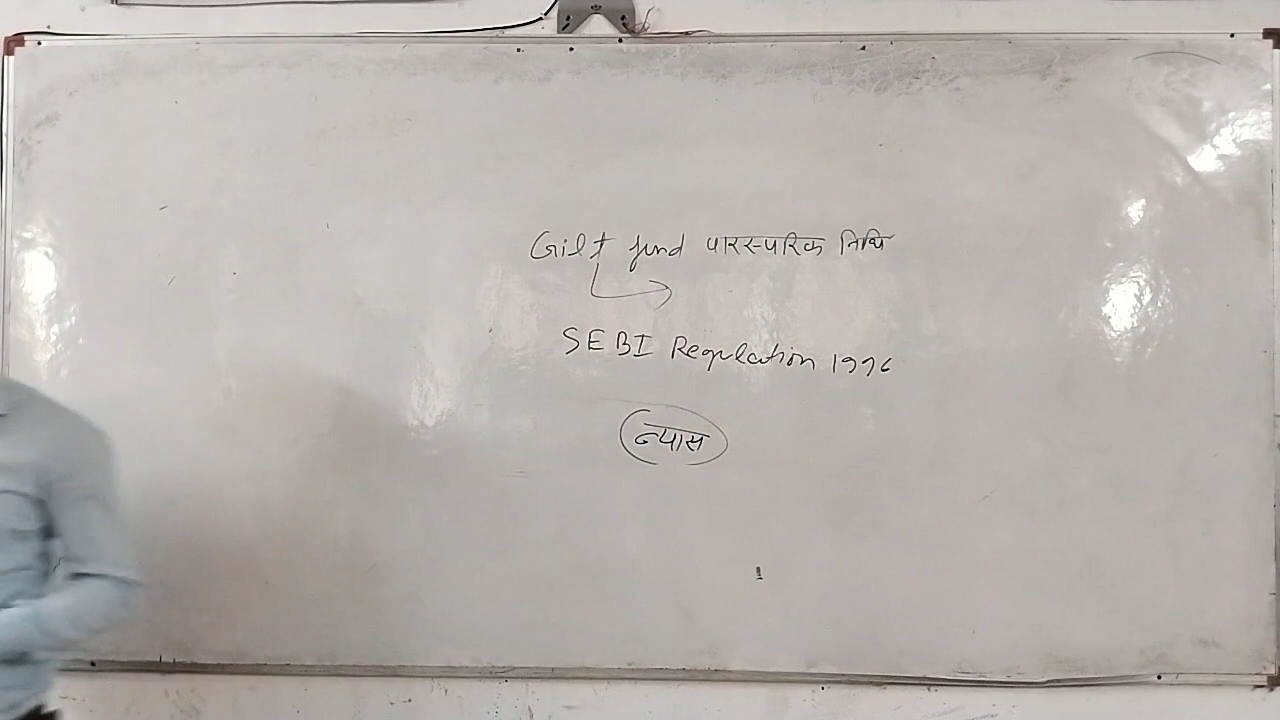 Gilt fund पारस्परिक निधि
SEBI Regulation 1996
न्यास